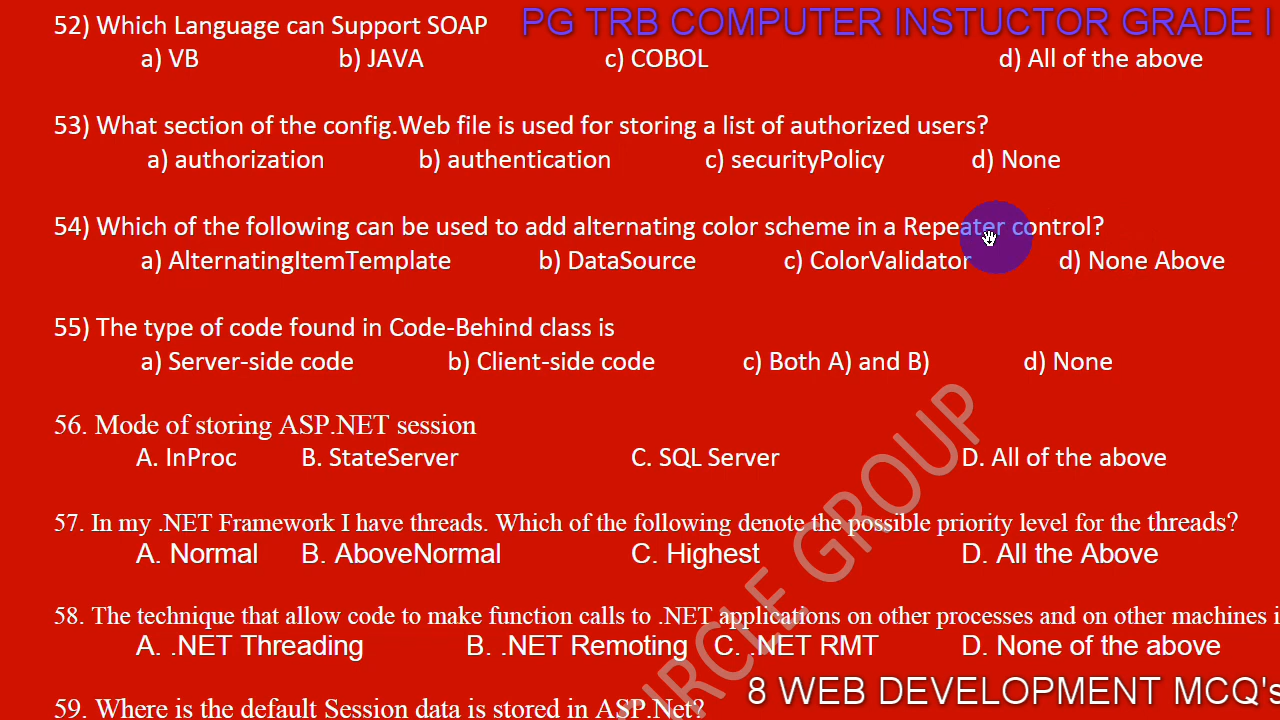 52) Which Language can Support SOAP
PG TRB COMPUTER INSTUCTOR GRADE I
a) VB b) JAVA c) COBOL d) All of the above
53) What section of the config.Web file is used for storing a list of authorized users?
a) authorization b) authentication c) securityPolicy d) None
54) Which of the following can be used to add alternating color scheme in a Repeater control?
a) AlternatingItemTemplate b) DataSource c) ColorValidator d) None Above
55) The type of code found in Code-Behind class is
a) Server-side code b) Client-side code c) Both A) and B) d) None
56. Mode of storing ASP.NET session
A. InProc B. StateServer C. SQL Server D. All of the above
57. In my .NET Framework I have threads. Which of the following denote the possible priority level for the threads?
A. Normal B. AboveNormal C. Highest D. All the Above
58. The technique that allow code to make function calls to .NET applications on other processes and on other machines i
A. .NET Threading B. .NET Remoting C. .NET RMT D. None of the above
59. Where is the default Session data is stored in ASP.Net?
8 WEB DEVELOPMENT MCQ's
RCLE GROUP